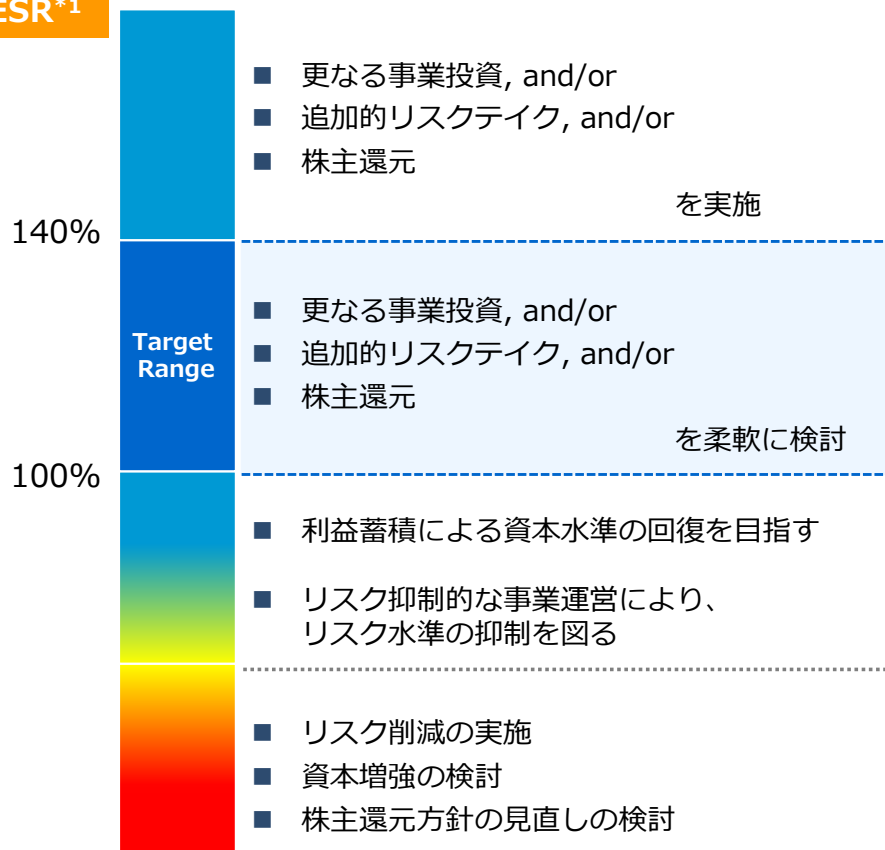 ESR*1
■ 更なる事業投資, and/or
■ 追加的リスクテイク, and/or
■ 株主還元
を実施
140%
Target
Range
■ 更なる事業投資, and/or
■ 追加的リスクテイク, and/or
■ 株主還元
を柔軟に検討
100%
■ 利益蓄積による資本水準の回復を目指す
■ リスク抑制的な事業運営により、
リスク水準の抑制を図る
■ リスク削減の実施
■ 資本増強の検討
■ 株主還元方針の見直しの検討